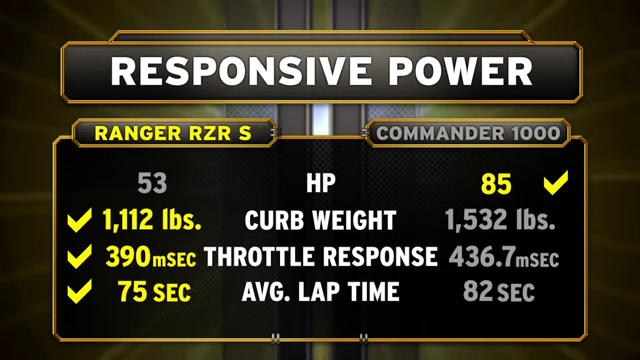 RESPONSIVE POWER
RANGER RZR S COMMANDER 1000
53 HP 85
1,112 lbs. CURB WEIGHT 1,532 lbs.
390mSEC THROTTLE RESPONSE 436.7mSEC
75 SEC AVG. LAP TIME 82 SEC